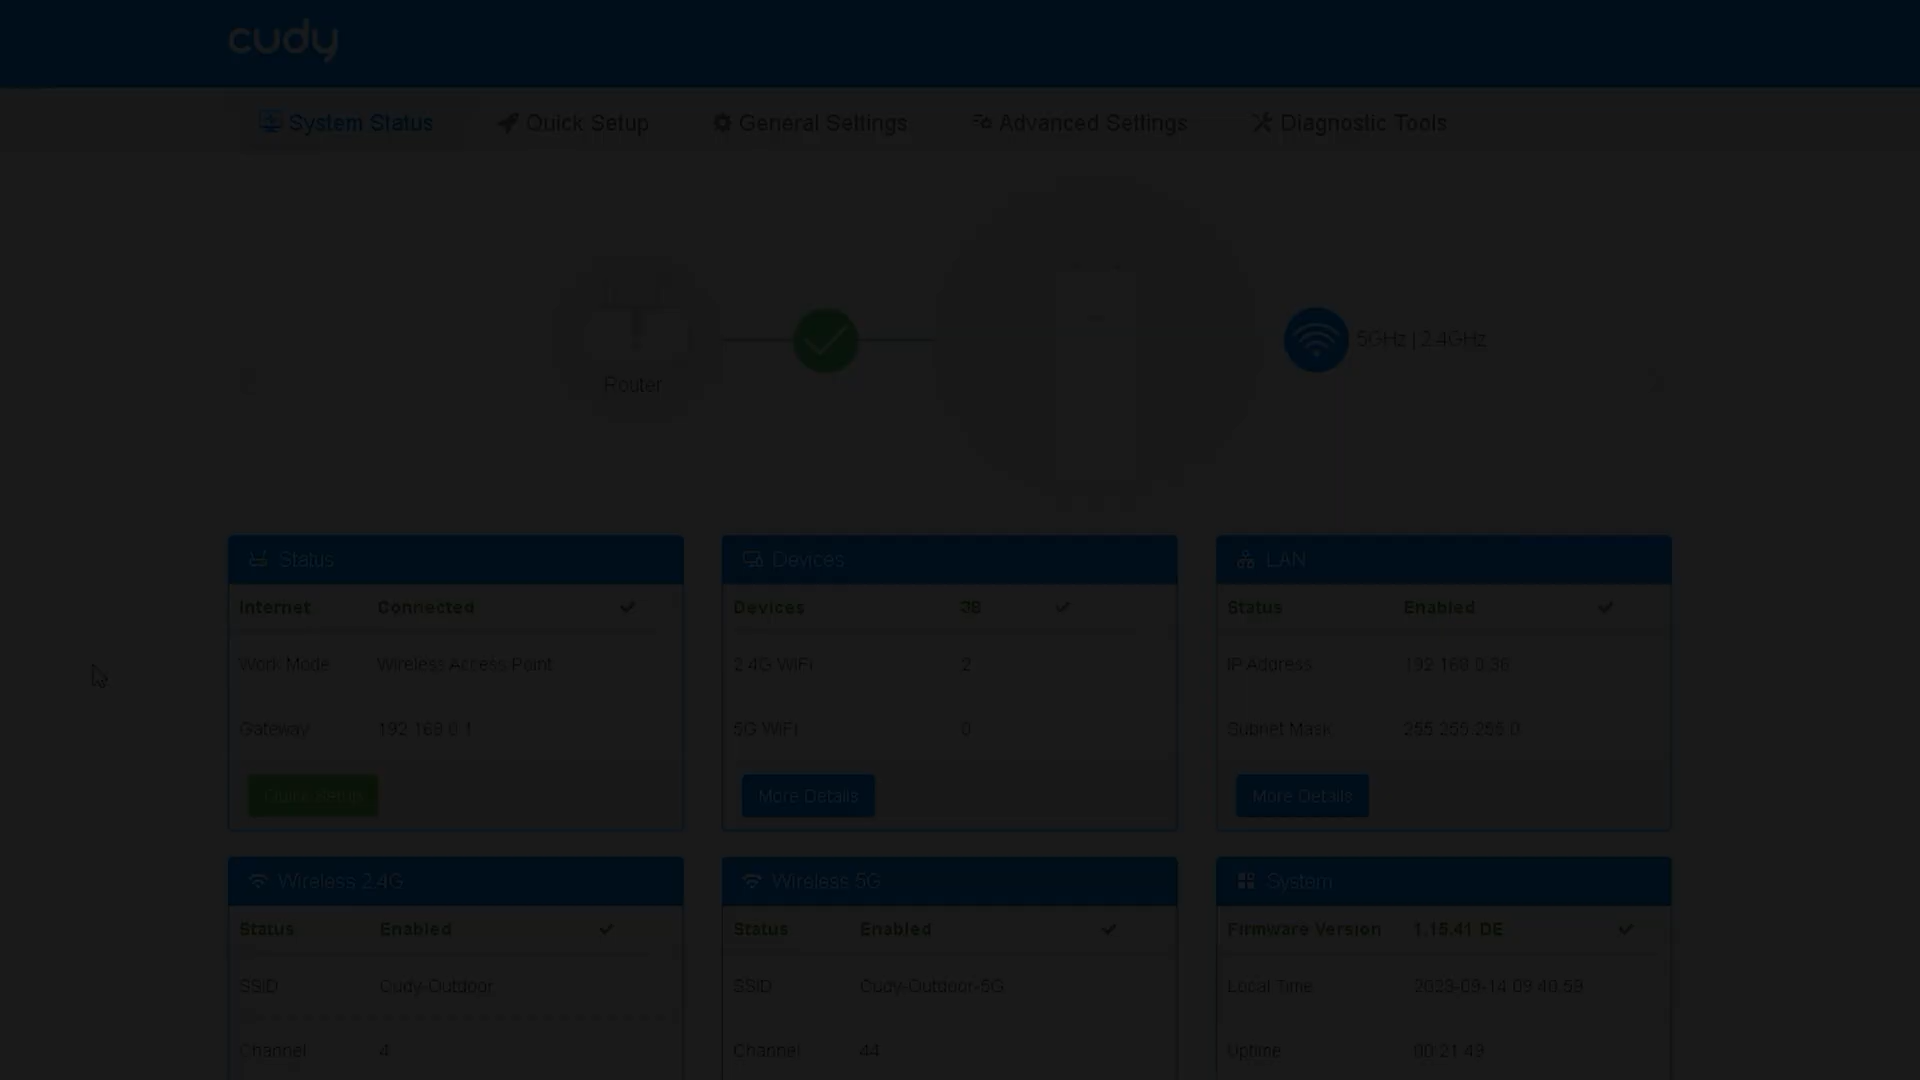 cudy
System Status
Quick Setup
General Settings
Advanced Settings
Diagnostic Tools
Router
5GHz | 2.4GHz
Status
Internet Connected
Work Mode Wireless Access Point
Gateway 192.168.0.1
Quick Setup
Devices
Devices 38
2.4G WiFi 2
5G WiFi 0
More Details
LAN
Status Enabled
IP Address 192.168.0.36
Subnet Mask 255.255.255.0
More Details
Wireless 2.4G
Status Enabled
SSID Cudy-Outdoor
Channel 4
Wireless 5G
Status Enabled
SSID Cudy-Outdoor-5G
Channel 44
System
Firmware Version 1.15.41 DE
Local Time 2023-09-14 09:40:59
Uptime 00:21:49